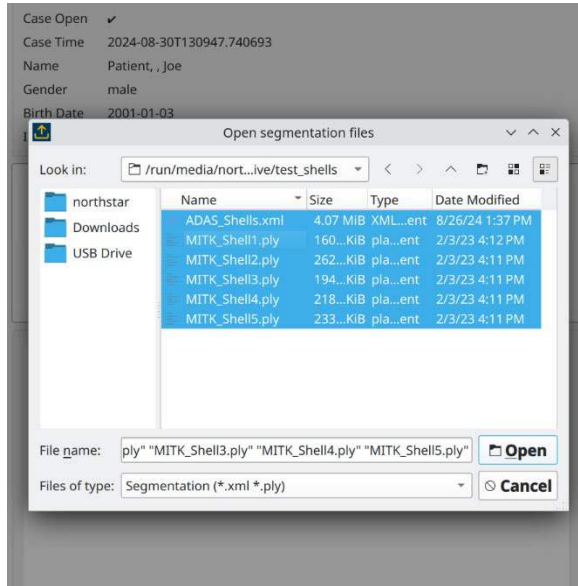 Case Open ✔
Case Time 2024-08-30T130947.740693
Name Patient, , Joe
Gender male
Birth Date 2001-01-03
Open segmentation files
Look in: /run/media/nort...ive/test_shells
northstar
Downloads
USB Drive
Name Size Type Date Modified
ADAS_Shells.xml 4.07 MiB XML...ent 8/26/24 1:37 PM
MITK_Shell1.ply 160...KiB pla...ent 2/3/23 4:12 PM
MITK_Shell2.ply 262...KiB pla...ent 2/3/23 4:11 PM
MITK_Shell3.ply 194...KiB pla...ent 2/3/23 4:11 PM
MITK_Shell4.ply 218...KiB pla...ent 2/3/23 4:11 PM
MITK_Shell5.ply 233...KiB pla...ent 2/3/23 4:11 PM
File name: ply" "MITK_Shell3.ply" "MITK_Shell4.ply" "MITK_Shell5.ply" Open
Files of type: Segmentation (*.xml *.ply) Cancel